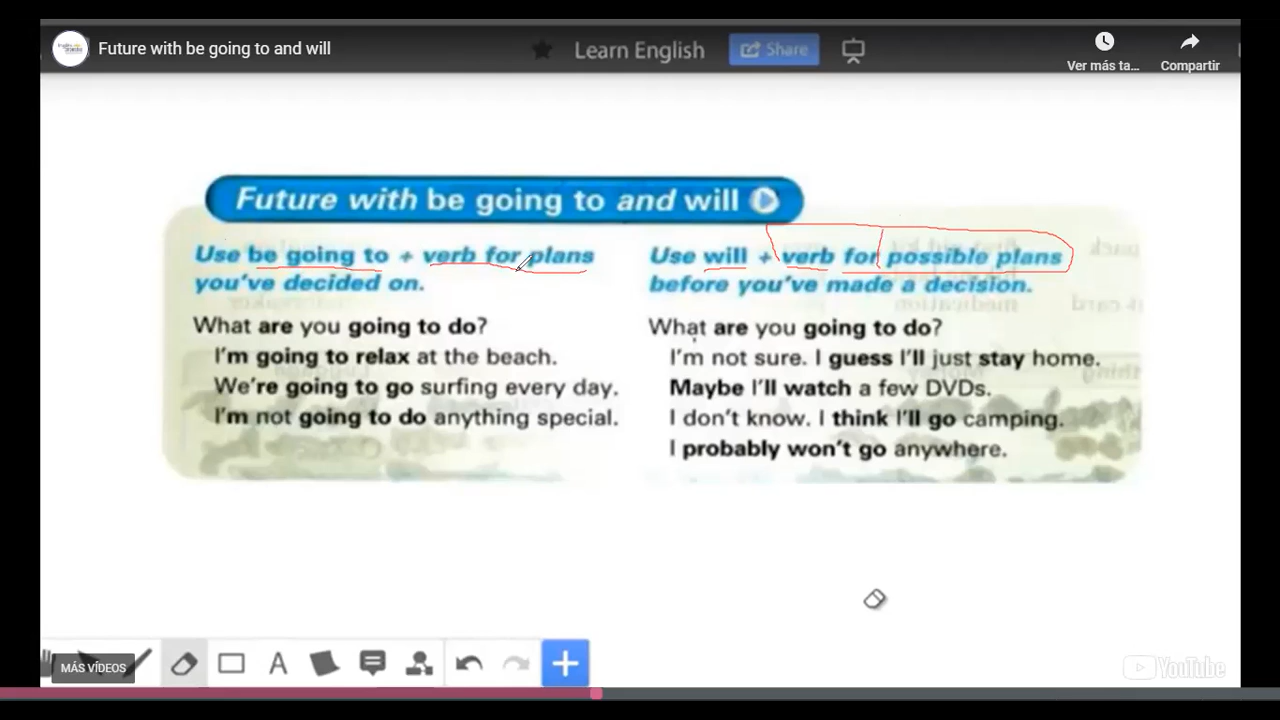 Future with be going to and will
Learn English
Share
Ver más ta...
Compartir
Future with be going to and will
Use be going to + verb for plans
you've decided on.
What are you going to do?
I'm going to relax at the beach.
We're going to go surfing every day.
I'm not going to do anything special.
Use will + verb for possible plans
before you've made a decision.
What are you going to do?
I'm not sure. I guess I'll just stay home.
Maybe I'll watch a few DVDs.
I don't know. I think I'll go camping.
I probably won't go anywhere.
A
MÁS VÍDEOS
YouTube